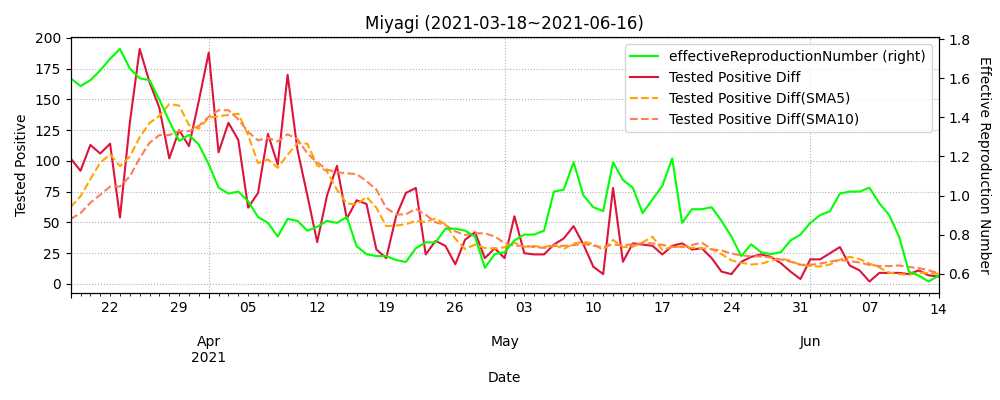 Miyagi (2021-03-18~2021-06-16)
effectiveReproductionNumber (right)
Tested Positive Diff
Tested Positive Diff(SMA5)
Tested Positive Diff(SMA10)
Tested Positive
200
175
150
125
100
75
50
25
0
1.8
1.6
1.4
1.2
1.0
0.8
0.6
Effective Reproduction Number
22 29 05 12 19 26 03 10 17 24 31 07 14
Apr May Jun
2021
Date